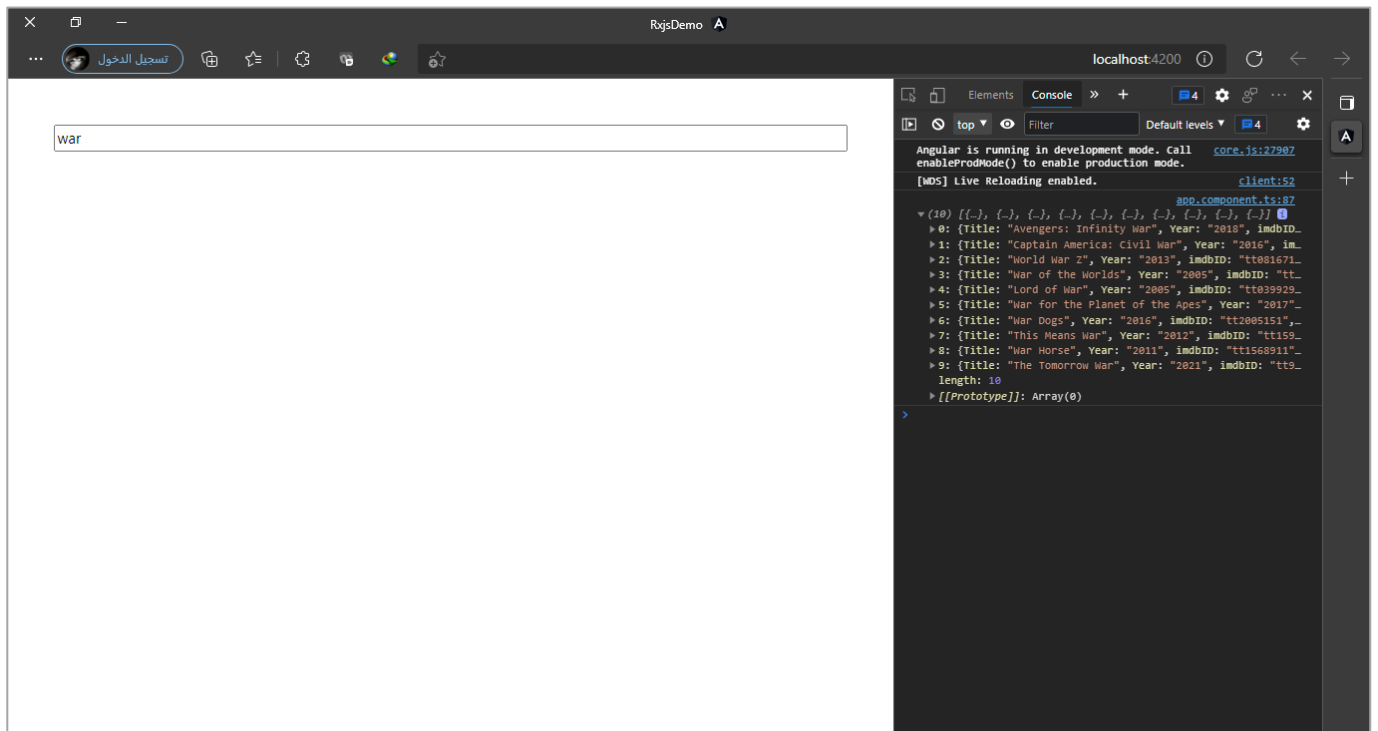 RxjsDemo
تسجيل الدخول
localhost:4200
war
Elements Console 4
top Filter Default levels 4
Angular is running in development mode. Call core.js:27907
enableProdMode() to enable production mode.
[WDS] Live Reloading enabled. client:52
app.component.ts:87
(10) [{…}, {…}, {…}, {…}, {…}, {…}, {…}, {…}, {…}, {…}] i
0: {Title: "Avengers: Infinity War", Year: "2018", imdbID…
1: {Title: "Captain America: Civil War", Year: "2016", im…
2: {Title: "World War Z", Year: "2013", imdbID: "tt081671…
3: {Title: "War of the Worlds", Year: "2005", imdbID: "tt…
4: {Title: "Lord of War", Year: "2005", imdbID: "tt039929…
5: {Title: "War for the Planet of the Apes", Year: "2017"…
6: {Title: "War Dogs", Year: "2016", imdbID: "tt2005151",…
7: {Title: "This Means War", Year: "2012", imdbID: "tt159…
8: {Title: "War Horse", Year: "2011", imdbID: "tt1568911"…
9: {Title: "The Tomorrow War", Year: "2021", imdbID: "tt9…
length: 10
[[Prototype]]: Array(0)